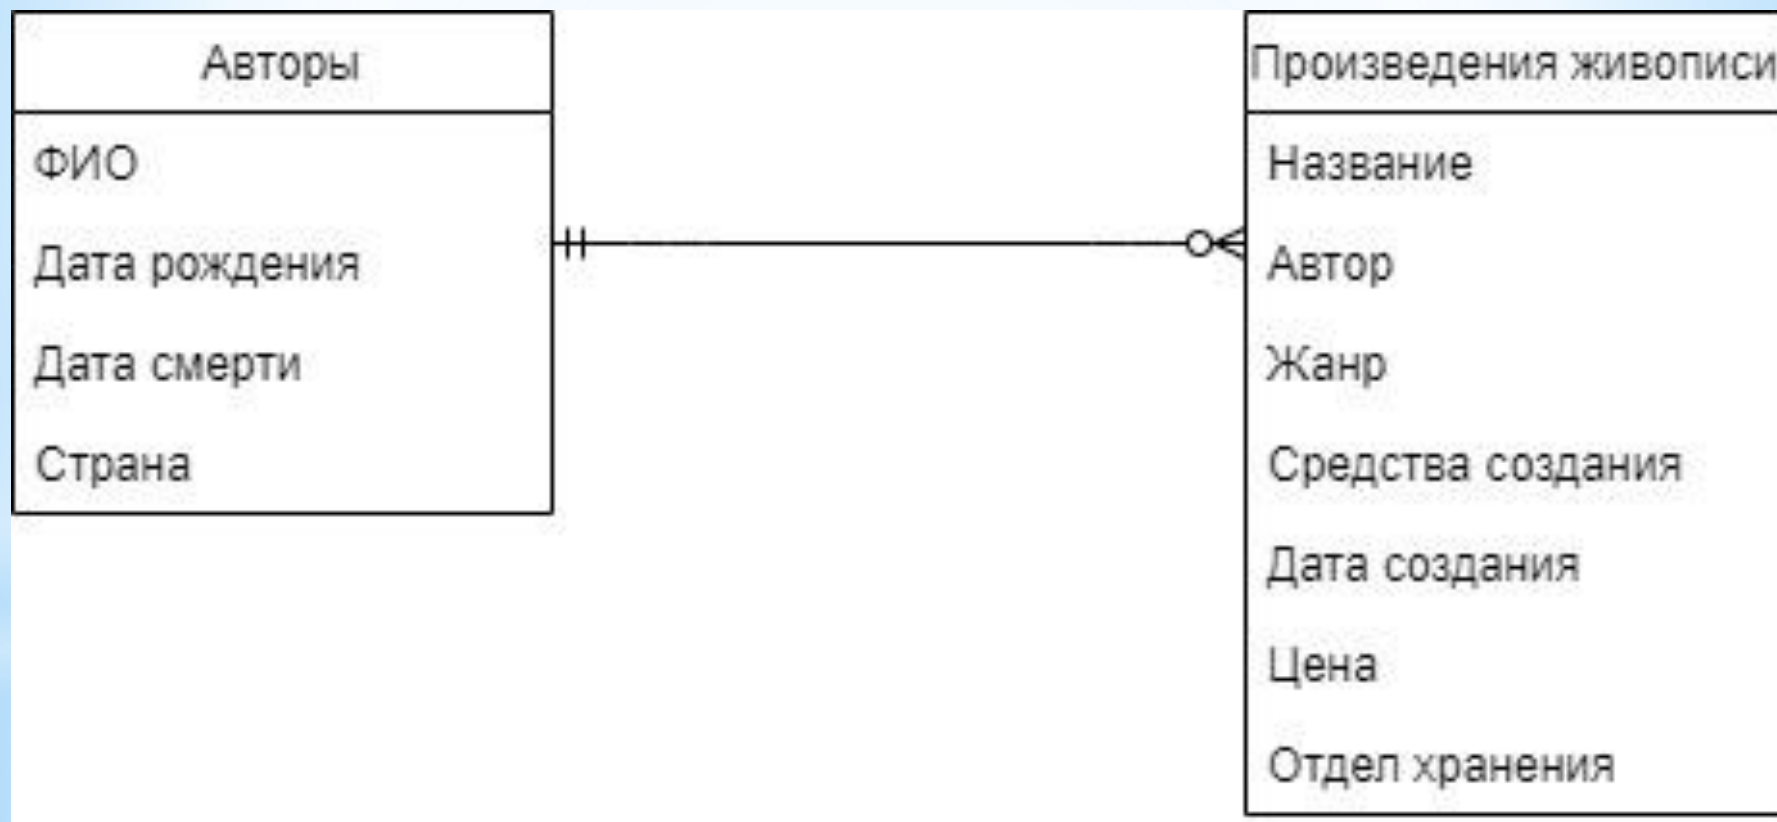 Авторы
ФИО
Дата рождения
Дата смерти
Страна
Произведения живописи
Название
Автор
Жанр
Средства создания
Дата создания
Цена
Отдел хранения